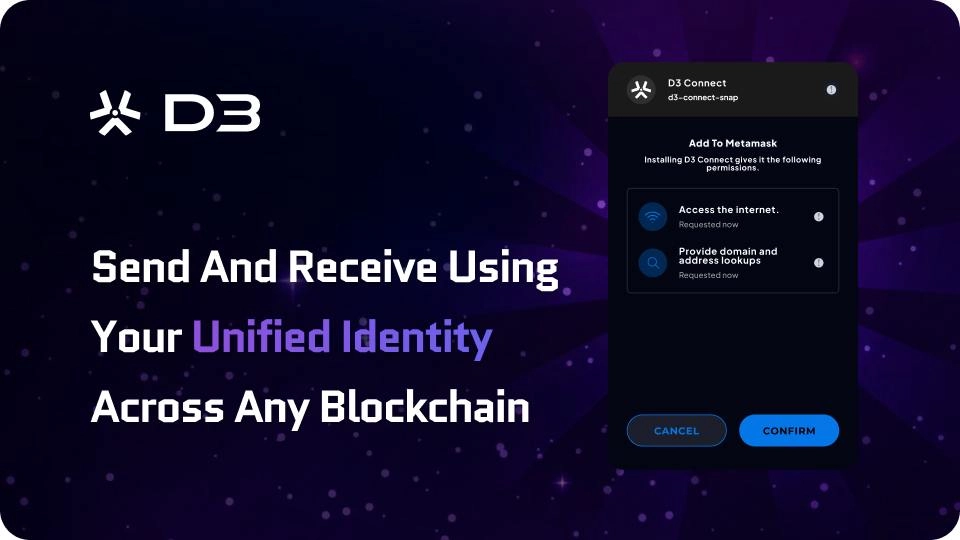 D3
Send And Receive Using
Your Unified Identity
Across Any Blockchain
D3 Connect
d3-connect-snap
Add To Metamask
Installing D3 Connect gives it the following
permissions.
Access the internet.
Requested now
Provide domain and
address lookups
Requested now
CANCEL
CONFIRM